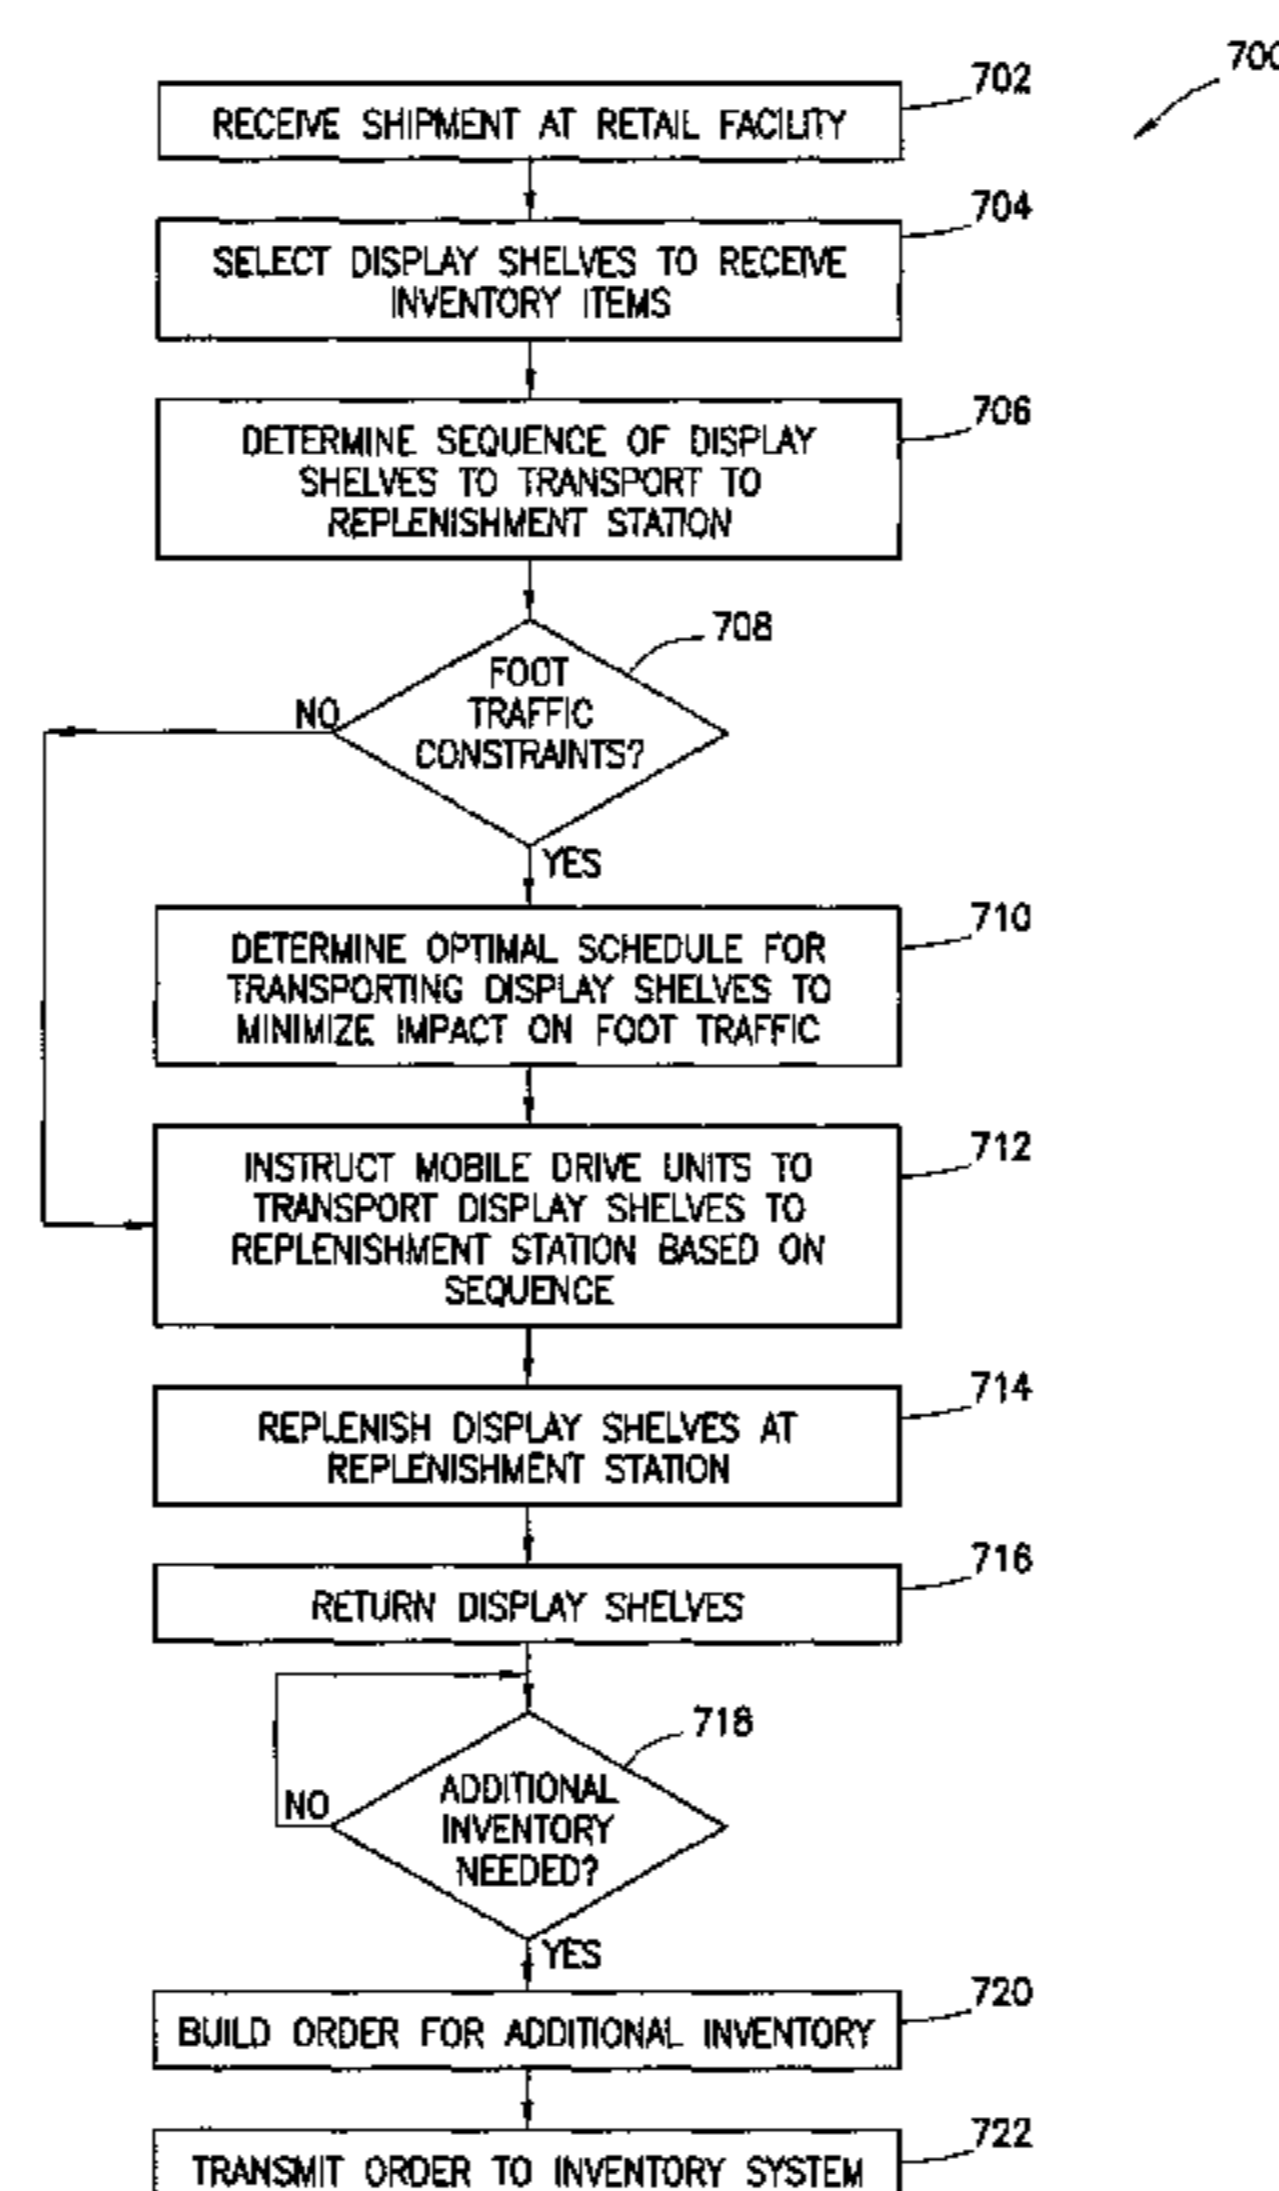 700
702
RECEIVE SHIPMENT AT RETAIL FACILITY
704
SELECT DISPLAY SHELVES TO RECEIVE
INVENTORY ITEMS
706
DETERMINE SEQUENCE OF DISPLAY
SHELVES TO TRANSPORT TO
REPLENISHMENT STATION
708
FOOT
TRAFFIC
CONSTRAINTS?
NO
YES
710
DETERMINE OPTIMAL SCHEDULE FOR
TRANSPORTING DISPLAY SHELVES TO
MINIMIZE IMPACT ON FOOT TRAFFIC
712
INSTRUCT MOBILE DRIVE UNITS TO
TRANSPORT DISPLAY SHELVES TO
REPLENISHMENT STATION BASED ON
SEQUENCE
714
REPLENISH DISPLAY SHELVES AT
REPLENISHMENT STATION
716
RETURN DISPLAY SHELVES
718
ADDITIONAL
INVENTORY
NEEDED?
NO
YES
720
BUILD ORDER FOR ADDITIONAL INVENTORY
722
TRANSMIT ORDER TO INVENTORY SYSTEM